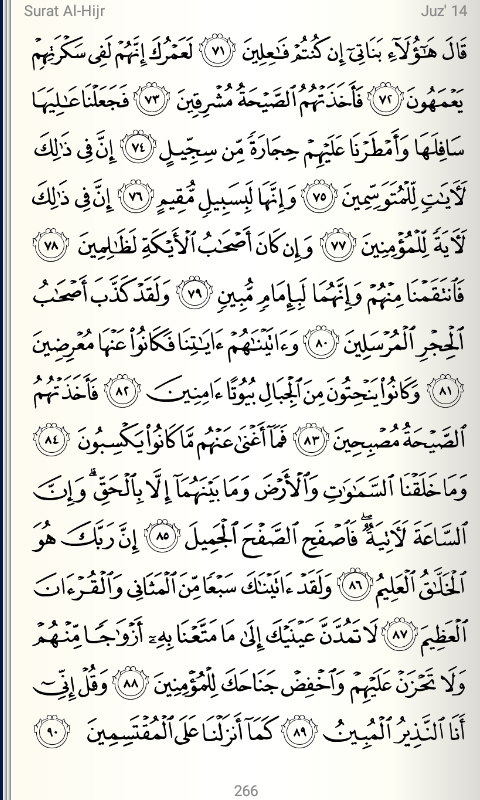 Surat Al-Hijr Juz' 14
قَالَ هَٰٓؤُلَآءِ بَنَاتِىٓ إِن كُنتُمْ فَٰعِلِينَ ٧١ لَعَمْرُكَ إِنَّهُمْ لَفِى سَكْرَتِهِمْ
يَعْمَهُونَ ٧٢ فَأَخَذَتْهُمُ ٱلصَّيْحَةُ مُشْرِقِينَ ٧٣ فَجَعَلْنَا عَٰلِيَهَا
سَافِلَهَا وَأَمْطَرْنَا عَلَيْهِمْ حِجَارَةً مِّن سِجِّيلٍ ٧٤ إِنَّ فِى ذَٰلِكَ
لَءَايَٰتٍ لِّلْمُتَوَسِّمِينَ ٧٥ وَإِنَّهَا لَبِسَبِيلٍ مُّقِيمٍ ٧٦ إِنَّ فِى ذَٰلِكَ
لَءَايَةً لِّلْمُؤْمِنِينَ ٧٧ وَإِن كَانَ أَصْحَٰبُ ٱلْأَيْكَةِ لَظَٰلِمِينَ ٧٨
فَٱنتَقَمْنَا مِنْهُمْ وَإِنَّهُمَا لَبِإِمَامٍ مُّبِينٍ ٧٩ وَلَقَدْ كَذَّبَ أَصْحَٰبُ
ٱلْحِجْرِ ٱلْمُرْسَلِينَ ٨٠ وَءَاتَيْنَٰهُمْ ءَايَٰتِنَا فَكَانُوا۟ عَنْهَا مُعْرِضِينَ
٨١ وَكَانُوا۟ يَنْحِتُونَ مِنَ ٱلْجِبَالِ بُيُوتًا ءَامِنِينَ ٨٢ فَأَخَذَتْهُمُ
ٱلصَّيْحَةُ مُصْبِحِينَ ٨٣ فَمَآ أَغْنَىٰ عَنْهُم مَّا كَانُوا۟ يَكْسِبُونَ ٨٤
وَمَا خَلَقْنَا ٱلسَّمَٰوَٰتِ وَٱلْأَرْضَ وَمَا بَيْنَهُمَآ إِلَّا بِٱلْحَقِّ ۗ وَإِنَّ
ٱلسَّاعَةَ لَءَاتِيَةٌ ۖ فَٱصْفَحِ ٱلصَّفْحَ ٱلْجَمِيلَ ٨٥ إِنَّ رَبَّكَ هُوَ
ٱلْخَلَّٰقُ ٱلْعَلِيمُ ٨٦ وَلَقَدْ ءَاتَيْنَٰكَ سَبْعًا مِّنَ ٱلْمَثَانِى وَٱلْقُرْءَانَ
ٱلْعَظِيمَ ٨٧ لَا تَمُدَّنَّ عَيْنَيْكَ إِلَىٰ مَا مَتَّعْنَا بِهِۦٓ أَزْوَٰجًا مِّنْهُمْ
وَلَا تَحْزَنْ عَلَيْهِمْ وَٱخْفِضْ جَنَاحَكَ لِلْمُؤْمِنِينَ ٨٨ وَقُلْ إِنِّىٓ
أَنَا ٱلنَّذِيرُ ٱلْمُبِينُ ٨٩ كَمَآ أَنزَلْنَا عَلَى ٱلْمُقْتَسِمِينَ ٩٠
266